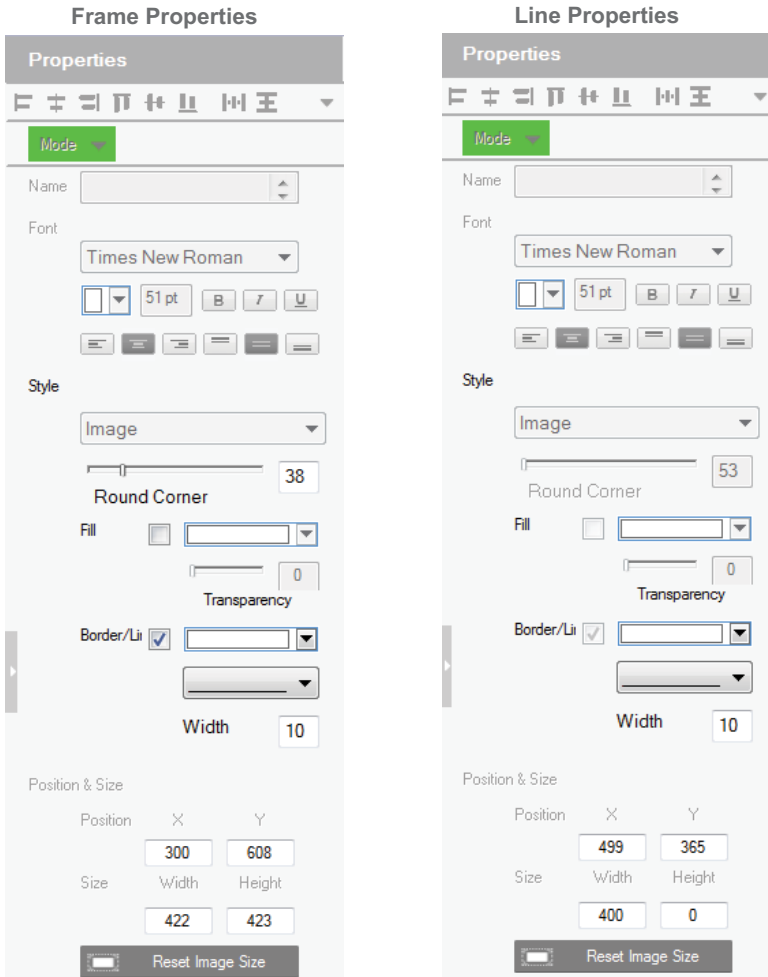 Frame Properties
Properties
Mode
Name
Font
Times New Roman
51 pt B I U
Style
Image
38
Round Corner
Fill
0
Transparency
Border/Li
Width 10
Position & Size
Position X Y
300 608
Size Width Height
422 423
Reset Image Size
Line Properties
Properties
Mode
Name
Font
Times New Roman
51 pt B I U
Style
Image
53
Round Corner
Fill
0
Transparency
Border/Li
Width 10
Position & Size
Position X Y
499 365
Size Width Height
400 0
Reset Image Size